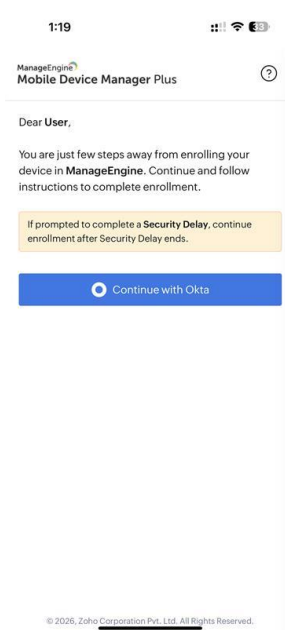 1:19
33
ManageEngine
Mobile Device Manager Plus
?
Dear User,
You are just few steps away from enrolling your
device in ManageEngine. Continue and follow
instructions to complete enrollment.
If prompted to complete a Security Delay, continue
enrollment after Security Delay ends.
Continue with Okta
© 2026, Zoho Corporation Pvt. Ltd. All Rights Reserved.